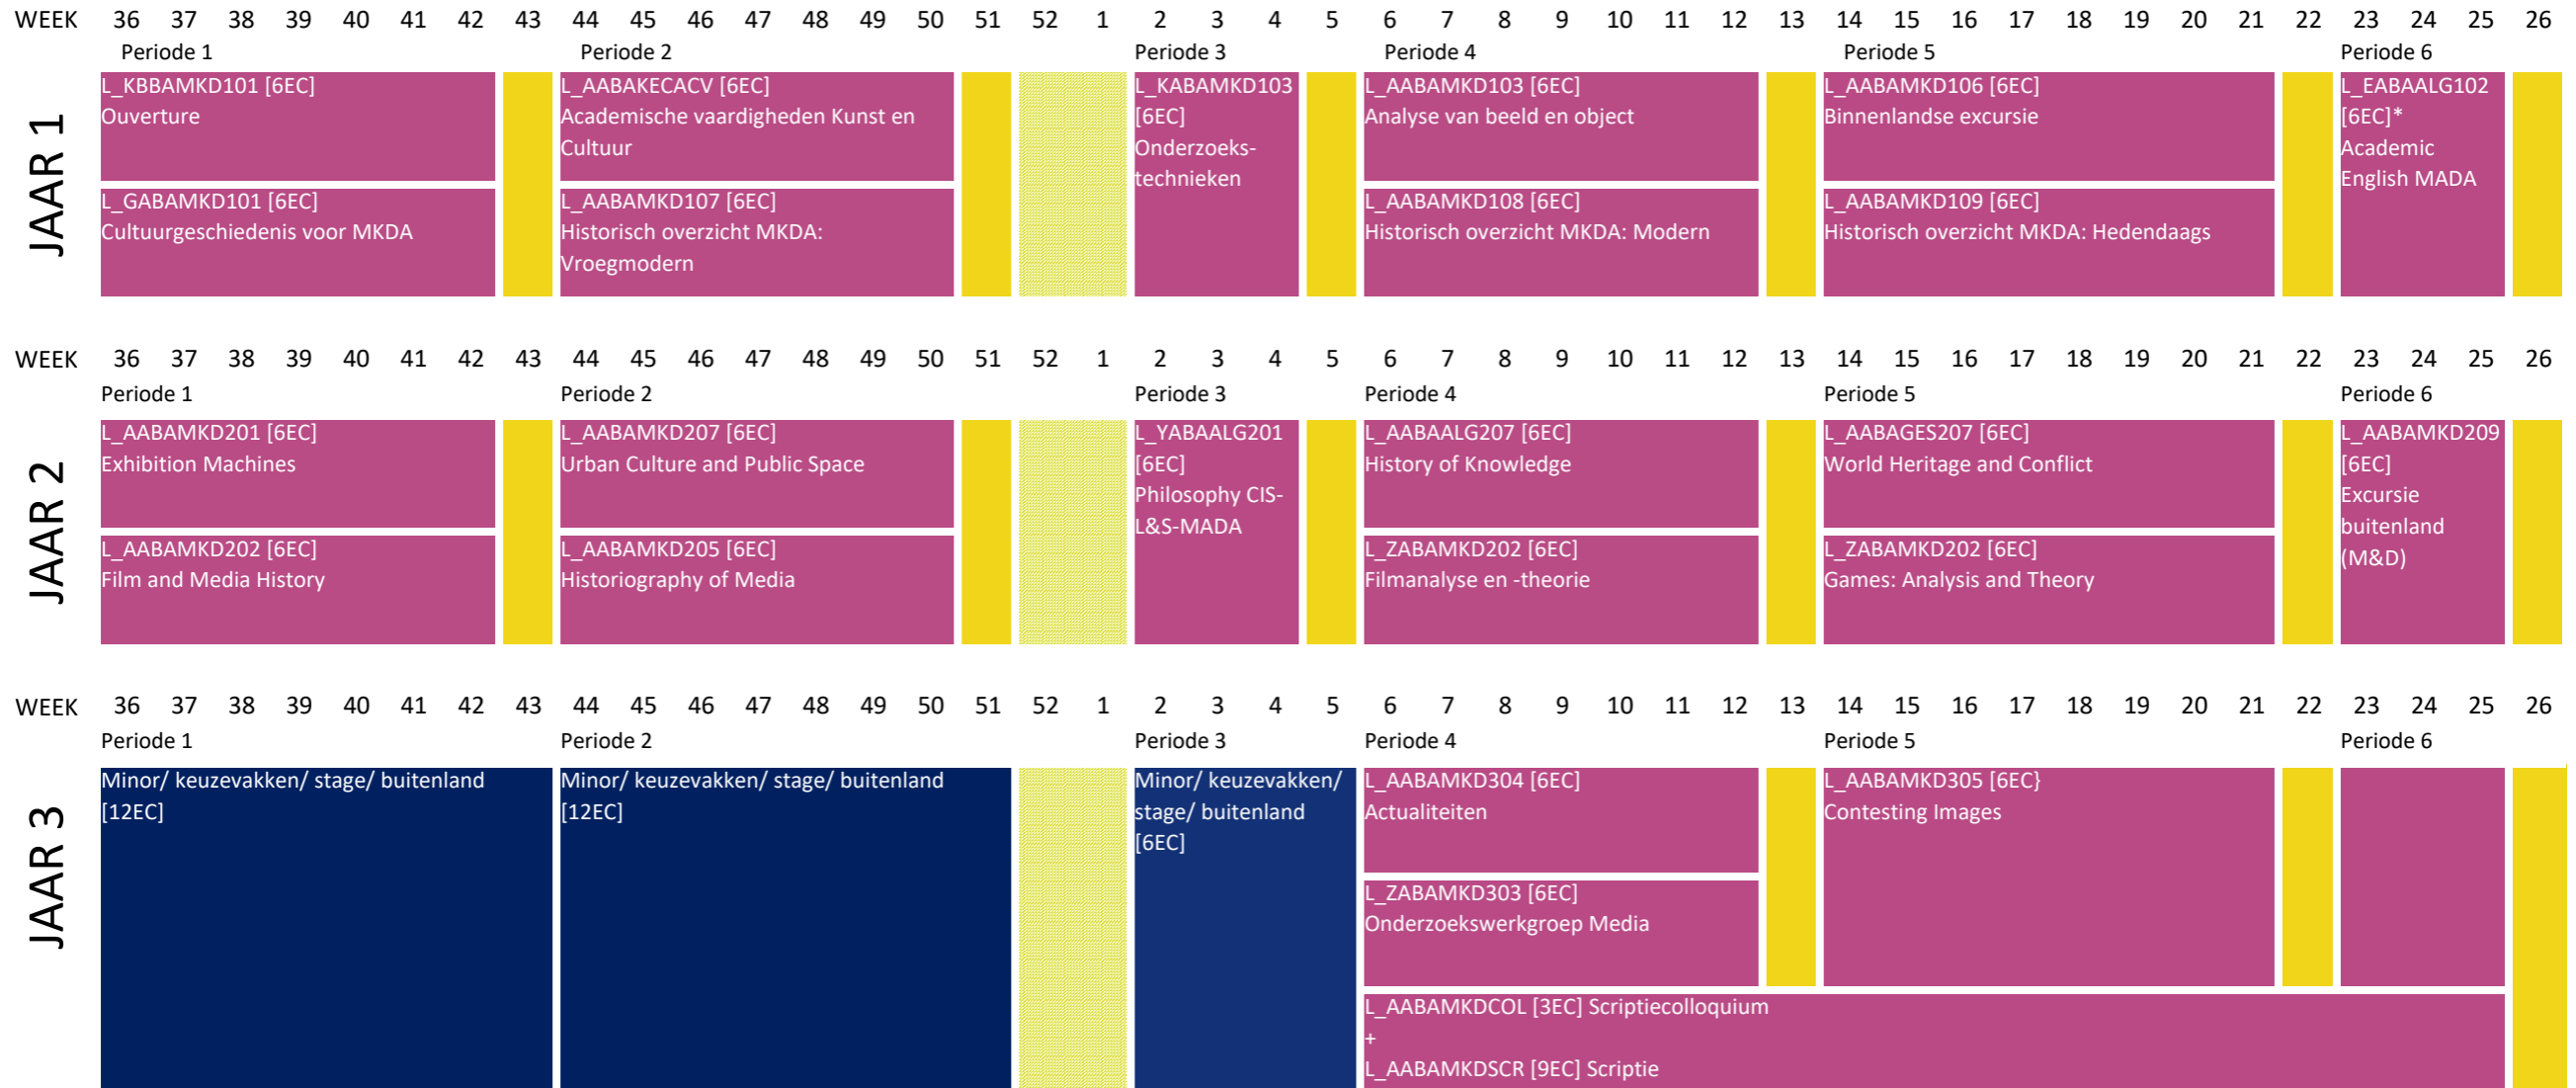 WEEK 36 37 38 39 40 41 42 43 44 45 46 47 48 49 50 51 52 1 2 3 4 5 6 7 8 9 10 11 12 13 14 15 16 17 18 19 20 21 22 23 24 25 26
Periode 1 Periode 2 Periode 3 Periode 4 Periode 5 Periode 6
JAAR 1
L_KBBAMKD101 [6EC]
Ouverture
L_GABAMKD101 [6EC]
Cultuurgeschiedenis voor MKDA
L_AABAKECACV [6EC]
Academische vaardigheden Kunst en
Cultuur
L_AABAMKD107 [6EC]
Historisch overzicht MKDA:
Vroegmodern
L_KABAMKD103
[6EC]
Onderzoeks-
technieken
L_AABAMKD103 [6EC]
Analyse van beeld en object
L_AABAMKD108 [6EC]
Historisch overzicht MKDA: Modern
L_AABAMKD106 [6EC]
Binnenlandse excursie
L_AABAMKD109 [6EC]
Historisch overzicht MKDA: Hedendaags
L_EABAALG102
[6EC]*
Academic
English MADA
WEEK 36 37 38 39 40 41 42 43 44 45 46 47 48 49 50 51 52 1 2 3 4 5 6 7 8 9 10 11 12 13 14 15 16 17 18 19 20 21 22 23 24 25 26
Periode 1 Periode 2 Periode 3 Periode 4 Periode 5 Periode 6
JAAR 2
L_AABAMKD201 [6EC]
Exhibition Machines
L_AABAMKD202 [6EC]
Film and Media History
L_AABAMKD207 [6EC]
Urban Culture and Public Space
L_AABAMKD205 [6EC]
Historiography of Media
L_YABAALG201
[6EC]
Philosophy CIS-
L&S-MADA
L_AABAALG207 [6EC]
History of Knowledge
L_ZABAMKD202 [6EC]
Filmanalyse en -theorie
L_AABAGES207 [6EC]
World Heritage and Conflict
L_ZABAMKD202 [6EC]
Games: Analysis and Theory
L_AABAMKD209
[6EC]
Excursie
buitenland
(M&D)
WEEK 36 37 38 39 40 41 42 43 44 45 46 47 48 49 50 51 52 1 2 3 4 5 6 7 8 9 10 11 12 13 14 15 16 17 18 19 20 21 22 23 24 25 26
Periode 1 Periode 2 Periode 3 Periode 4 Periode 5 Periode 6
JAAR 3
Minor/ keuzevakken/ stage/ buitenland
[12EC]
Minor/ keuzevakken/ stage/ buitenland
[12EC]
Minor/ keuzevakken/
stage/ buitenland
[6EC]
L_AABAMKD304 [6EC]
Actualiteiten
L_ZABAMKD303 [6EC]
Onderzoekswerkgroep Media
L_AABAMKD305 [6EC}
Contesting Images
L_AABAMKDCOL [3EC] Scriptiecolloquium
+
L_AABAMKDSCR [9EC] Scriptie